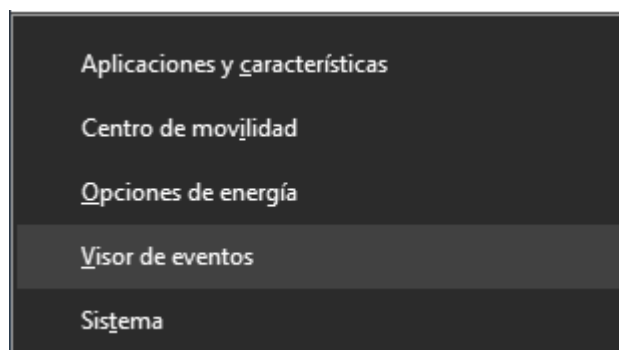 Aplicaciones y características
Centro de movilidad
Opciones de energía
Visor de eventos
Sistema